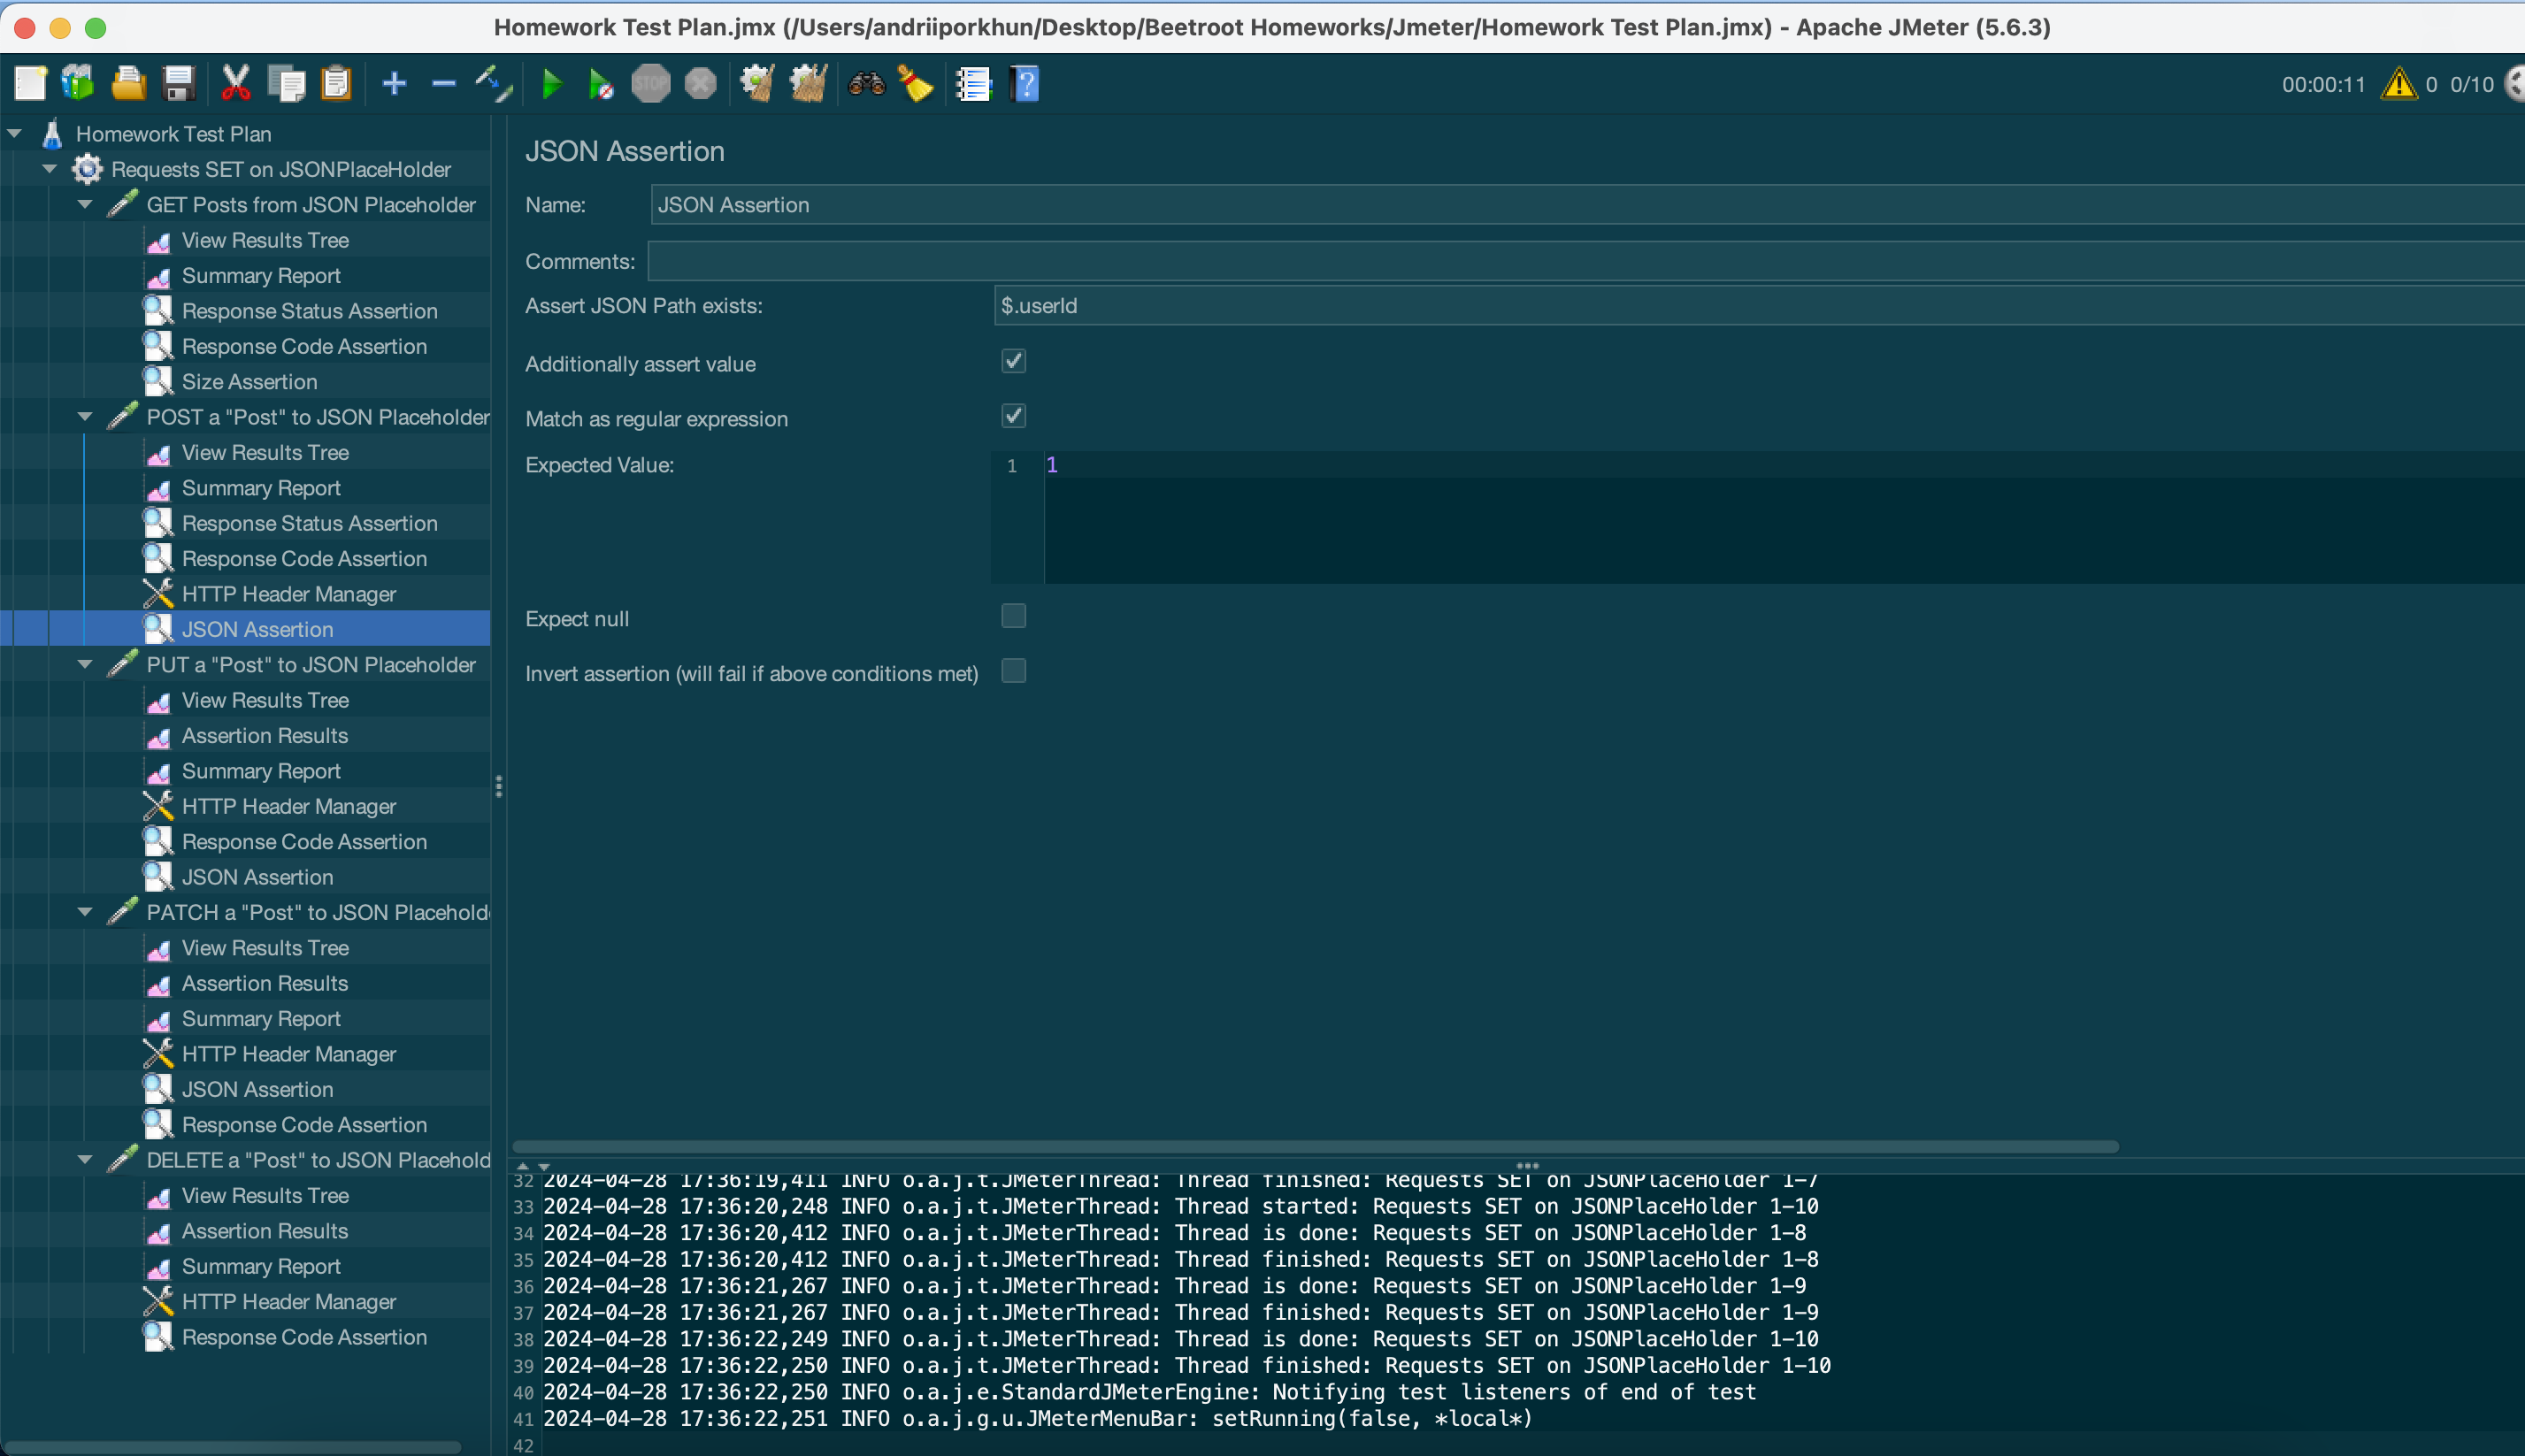 Homework Test Plan.jmx (/Users/andriiporkhun/Desktop/Beetroot Homeworks/Jmeter/Homework Test Plan.jmx) - Apache JMeter (5.6.3)
STOP
?
00:00:11
0
0/10
Homework Test Plan
Requests SET on JSONPlaceHolder
GET Posts from JSON Placeholder
View Results Tree
Summary Report
Response Status Assertion
Response Code Assertion
Size Assertion
POST a "Post" to JSON Placeholder
View Results Tree
Summary Report
Response Status Assertion
Response Code Assertion
HTTP Header Manager
JSON Assertion
PUT a "Post" to JSON Placeholder
View Results Tree
Assertion Results
Summary Report
HTTP Header Manager
Response Code Assertion
JSON Assertion
PATCH a "Post" to JSON Placehold
View Results Tree
Assertion Results
Summary Report
HTTP Header Manager
JSON Assertion
Response Code Assertion
DELETE a "Post" to JSON Placehold
View Results Tree
Assertion Results
Summary Report
HTTP Header Manager
Response Code Assertion
JSON Assertion
Name: JSON Assertion
Comments:
Assert JSON Path exists: $.userId
Additionally assert value
Match as regular expression
Expected Value: 1 1
Expect null
Invert assertion (will fail if above conditions met)
32 2024-04-28 17:36:19,411 INFO o.a.j.t.JMeterThread: Thread finished: Requests SET on JSONPlaceHolder 1-7
33 2024-04-28 17:36:20,248 INFO o.a.j.t.JMeterThread: Thread started: Requests SET on JSONPlaceHolder 1-10
34 2024-04-28 17:36:20,412 INFO o.a.j.t.JMeterThread: Thread is done: Requests SET on JSONPlaceHolder 1-8
35 2024-04-28 17:36:20,412 INFO o.a.j.t.JMeterThread: Thread finished: Requests SET on JSONPlaceHolder 1-8
36 2024-04-28 17:36:21,267 INFO o.a.j.t.JMeterThread: Thread is done: Requests SET on JSONPlaceHolder 1-9
37 2024-04-28 17:36:21,267 INFO o.a.j.t.JMeterThread: Thread finished: Requests SET on JSONPlaceHolder 1-9
38 2024-04-28 17:36:22,249 INFO o.a.j.t.JMeterThread: Thread is done: Requests SET on JSONPlaceHolder 1-10
39 2024-04-28 17:36:22,250 INFO o.a.j.t.JMeterThread: Thread finished: Requests SET on JSONPlaceHolder 1-10
40 2024-04-28 17:36:22,250 INFO o.a.j.e.StandardJMeterEngine: Notifying test listeners of end of test
41 2024-04-28 17:36:22,251 INFO o.a.j.g.u.JMeterMenuBar: setRunning(false, *local*)
42